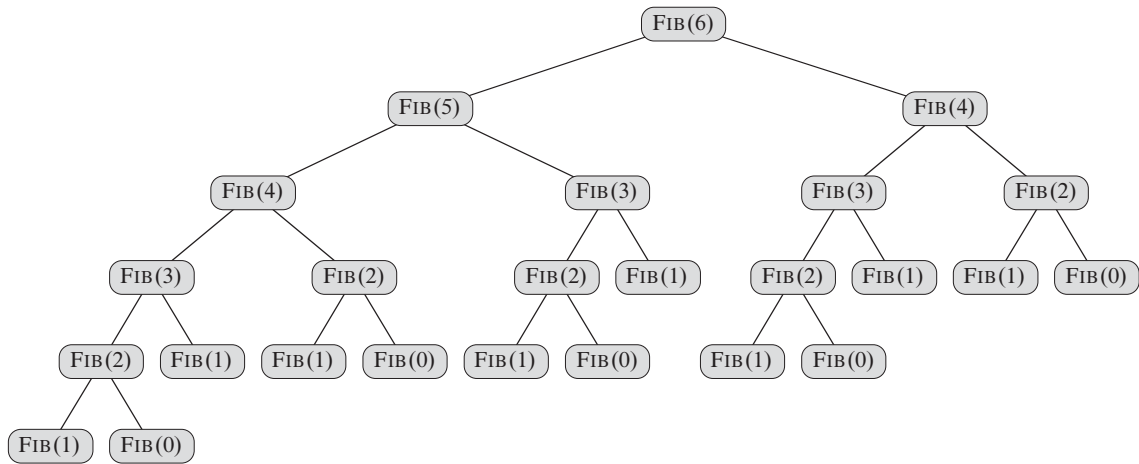 FIB(6)
FIB(5) FIB(4)
FIB(4) FIB(3) FIB(3) FIB(2)
FIB(3) FIB(2) FIB(2) FIB(1) FIB(2) FIB(1) FIB(1) FIB(0)
FIB(2) FIB(1) FIB(1) FIB(0) FIB(1) FIB(0) FIB(1) FIB(0)
FIB(1) FIB(0)